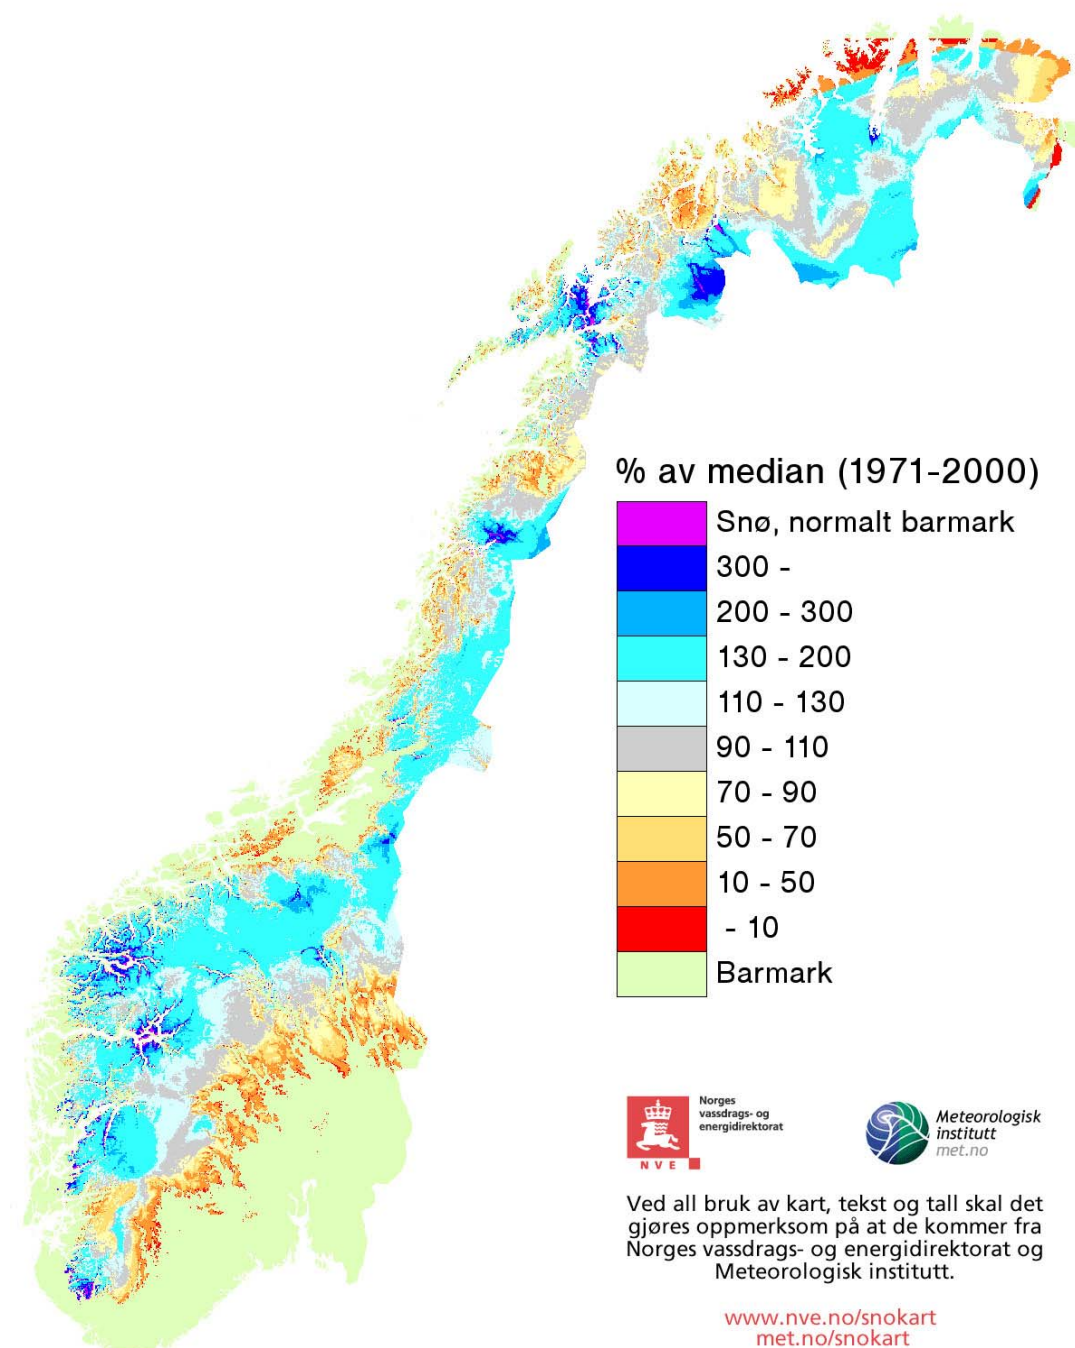 % av median (1971-2000)
Snø, normalt barmark
300 -
200 - 300
130 - 200
110 - 130
90 - 110
70 - 90
50 - 70
10 - 50
- 10
Barmark
Norges
vassdrags- og
energidirektorat
N V E
Meteorologisk
institutt
met.no
Ved all bruk av kart, tekst og tall skal det
gjøres oppmerksom på at de kommer fra
Norges vassdrags- og energidirektorat og
Meteorologisk institutt.
www.nve.no/snokart
met.no/snokart